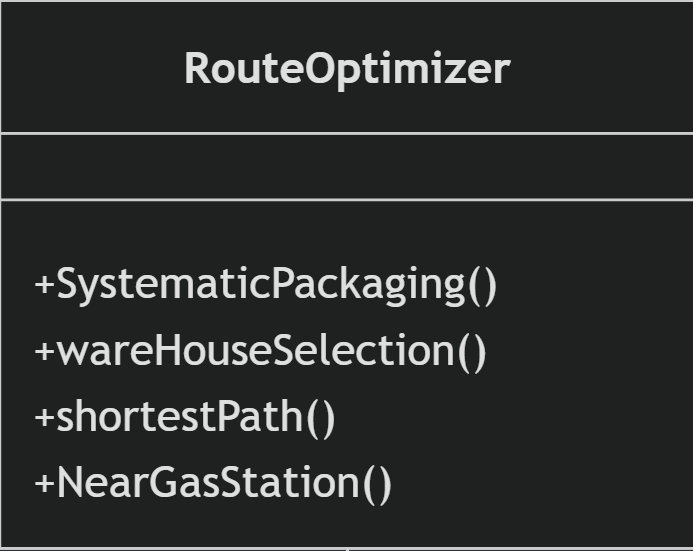 RouteOptimizer
+SystematicPackaging()
+wareHouseSelection()
+shortestPath()
+NearGasStation()